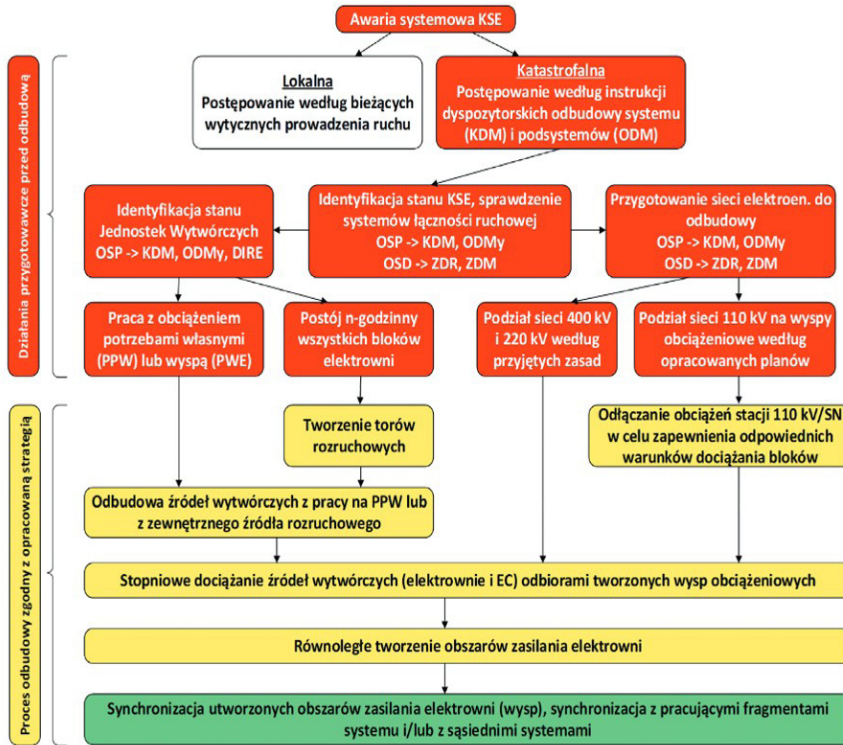 Awaria systemowa KSE
Lokalna
Postępowanie według bieżących
wytycznych prowadzenia ruchu
Katastrofalna
Postępowanie według instrukcji
dyspozytorskich odbudowy systemu
(KDM) i podsystemów (ODM)
Działania przygotowawcze przed odbudową
Identyfikacja stanu
Jednostek Wytwórczych
OSP -> KDM, ODMy, DIRE
Identyfikacja stanu KSE, sprawdzenie
systemów łączności ruchowej
OSP -> KDM, ODMy
OSD -> ZDR, ZDM
Przygotowanie sieci elektroen. do
odbudowy
OSP -> KDM, ODMy
OSD -> ZDR, ZDM
Praca z obciążeniem
potrzebami własnymi
(PPW) lub wyspą (PWE)
Postój n-godzinny
wszystkich bloków
elektrowni
Podział sieci 400 kV
i 220 kV według
przyjętych zasad
Podział sieci 110 kV na wyspy
obciążeniowe według
opracowanych planów
Proces odbudowy zgodny z opracowaną strategią
Tworzenie torów
rozruchowych
Odłączanie obciążeń stacji 110 kV/SN
w celu zapewnienia odpowiednich
warunków dociążania bloków
Odbudowa źródeł wytwórczych z pracy na PPW lub
z zewnętrznego źródła rozruchowego
Stopniowe dociążanie źródeł wytwórczych (elektrownie i EC) odbiorami tworzonych wysp obciążeniowych
Równoległe tworzenie obszarów zasilania elektrowni
Synchronizacja utworzonych obszarów zasilania elektrowni (wysp), synchronizacja z pracującymi fragmentami
systemu i/lub z sąsiednimi systemami